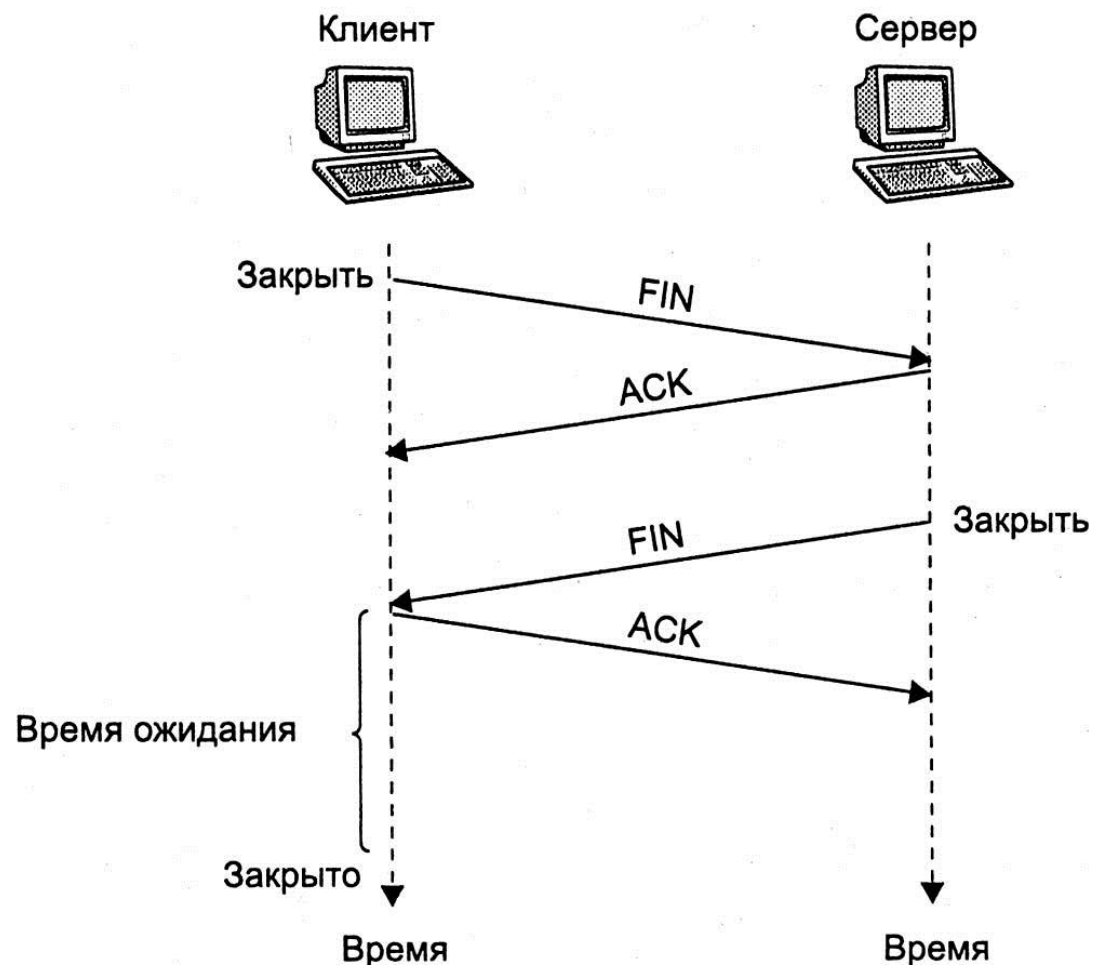 Клиент
Сервер
Закрыть
FIN
ACK
FIN
Закрыть
ACK
Время ожидания
Закрыто
Время
Время